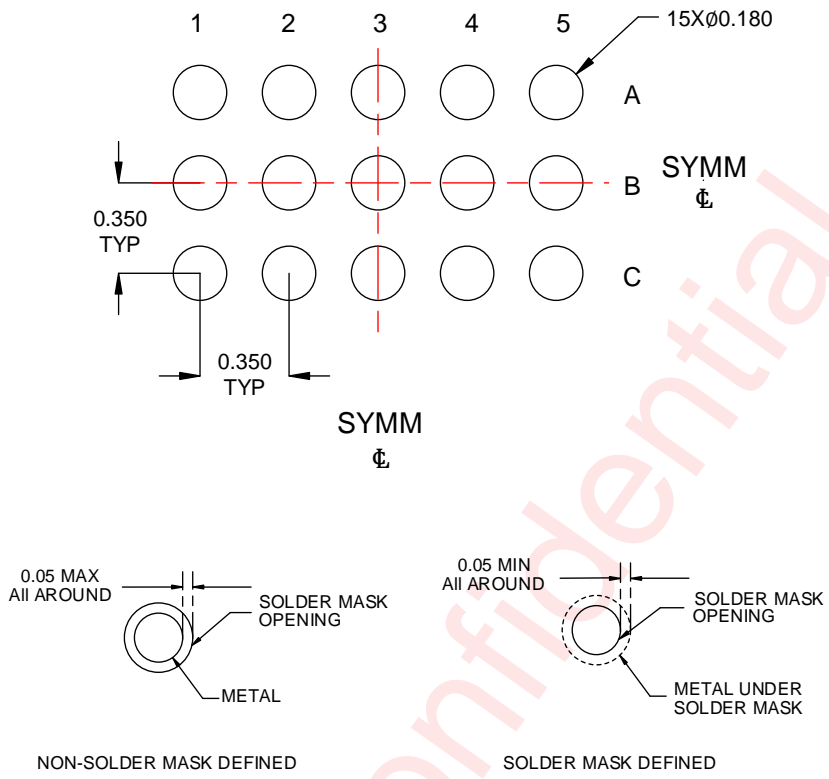 1 2 3 4 5
15XØ0.180
A
B
SYMM
℄
0.350
TYP
C
0.350
TYP
SYMM
℄
0.05 MAX
All AROUND
SOLDER MASK
OPENING
METAL
NON-SOLDER MASK DEFINED
0.05 MIN
All AROUND
SOLDER MASK
OPENING
METAL UNDER
SOLDER MASK
SOLDER MASK DEFINED
onfidential